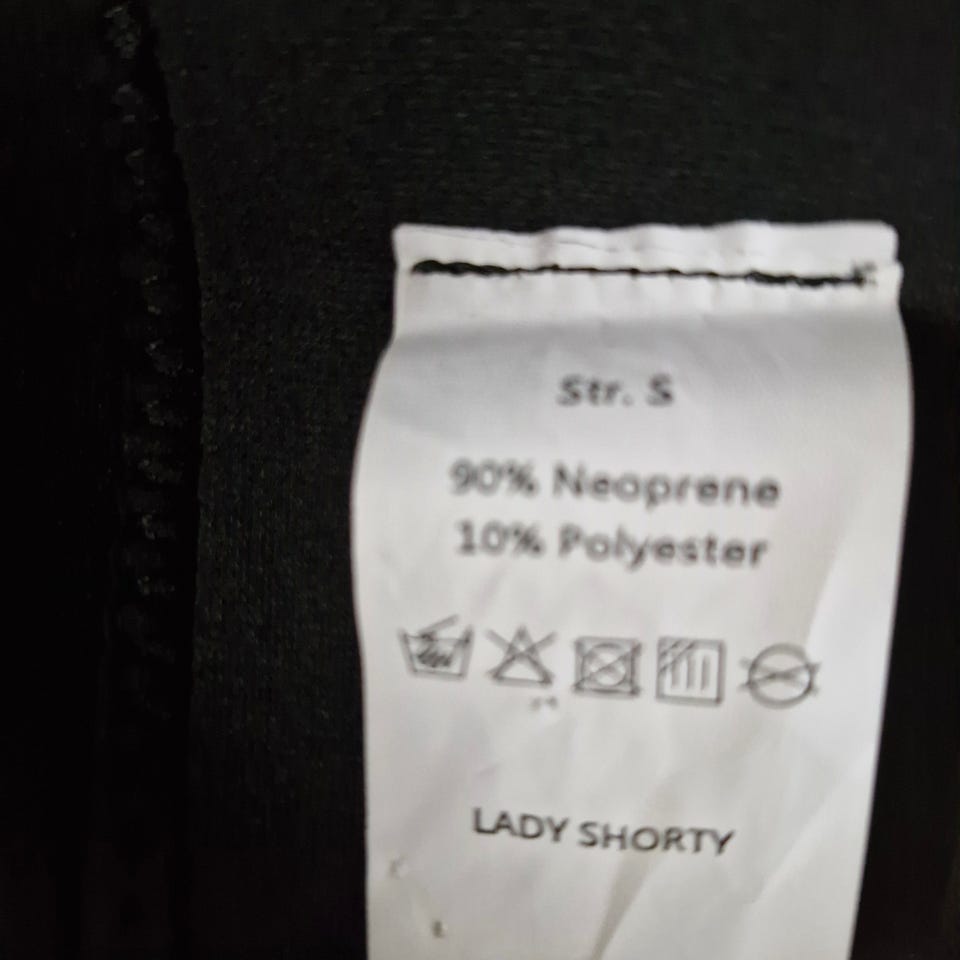 Str. S
90% Neoprene
10% Polyester
LADY SHORTY